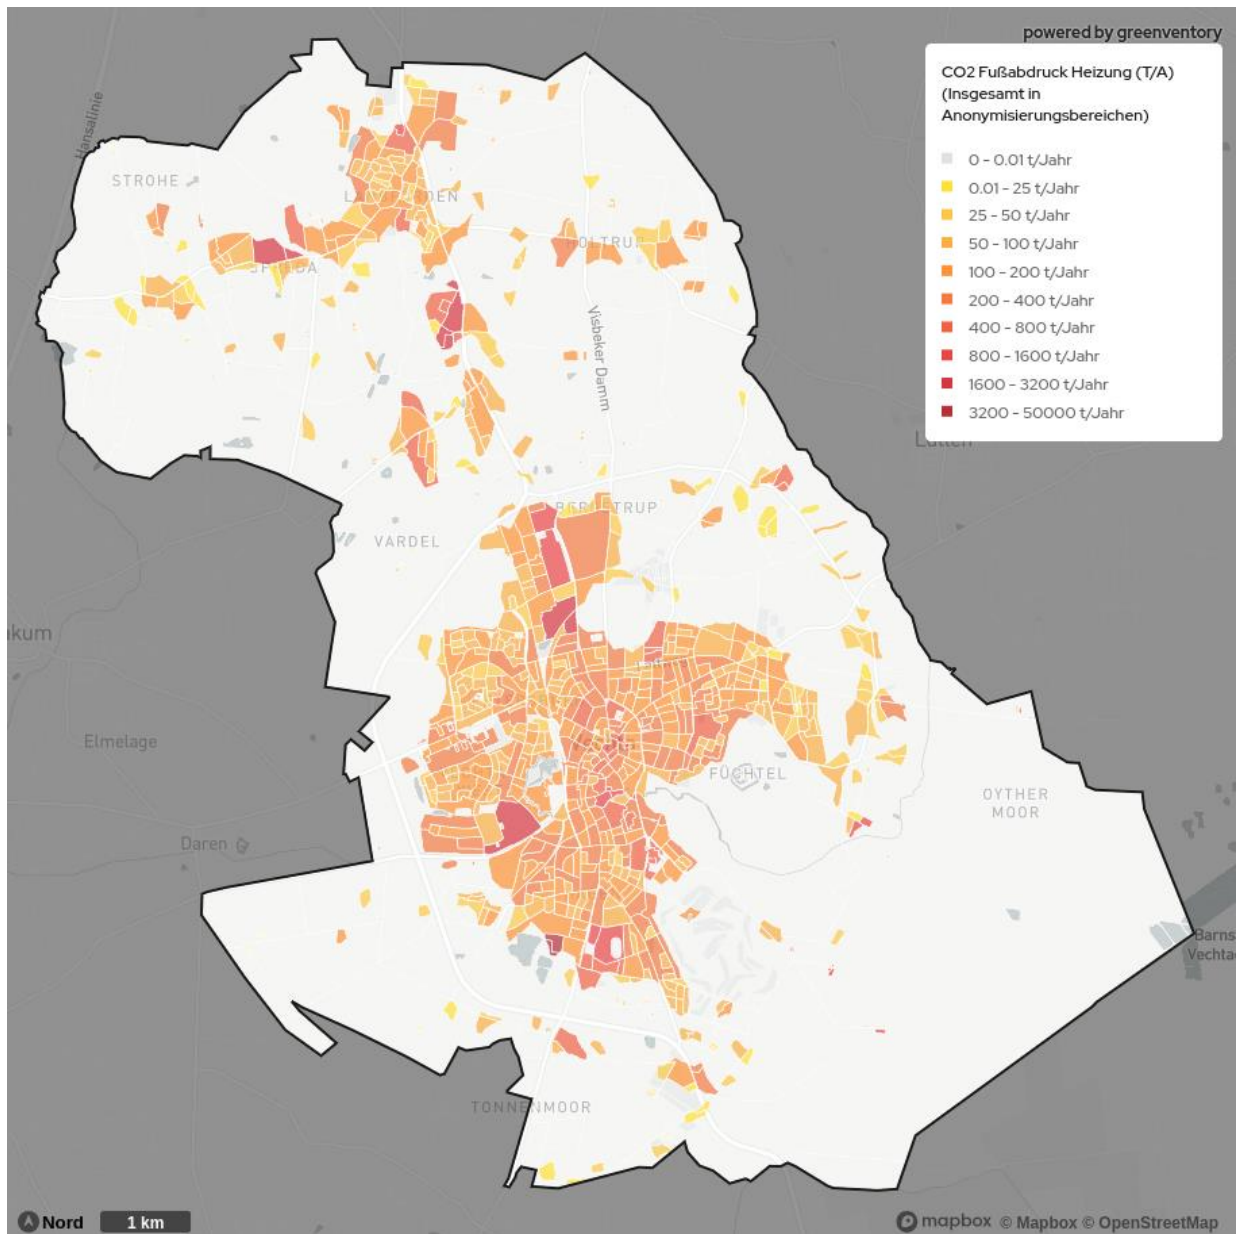 powered by greenventory
CO2 Fußabdruck Heizung (T/A)
(Insgesamt in
Anonymisierungsbereichen)
0 - 0.01 t/Jahr
0.01 - 25 t/Jahr
25 - 50 t/Jahr
50 - 100 t/Jahr
100 - 200 t/Jahr
200 - 400 t/Jahr
400 - 800 t/Jahr
800 - 1600 t/Jahr
1600 - 3200 t/Jahr
3200 - 50000 t/Jahr
Hansalinie
STROHE
HOLTRUP
Visbeker Damm
Lutten
VARDEL
Elmelage
FÜCHTEL
OYTHER
MOOR
Daren
Barns
Vechta
TONNENMOOR
Nord
1 km
mapbox © Mapbox © OpenStreetMap